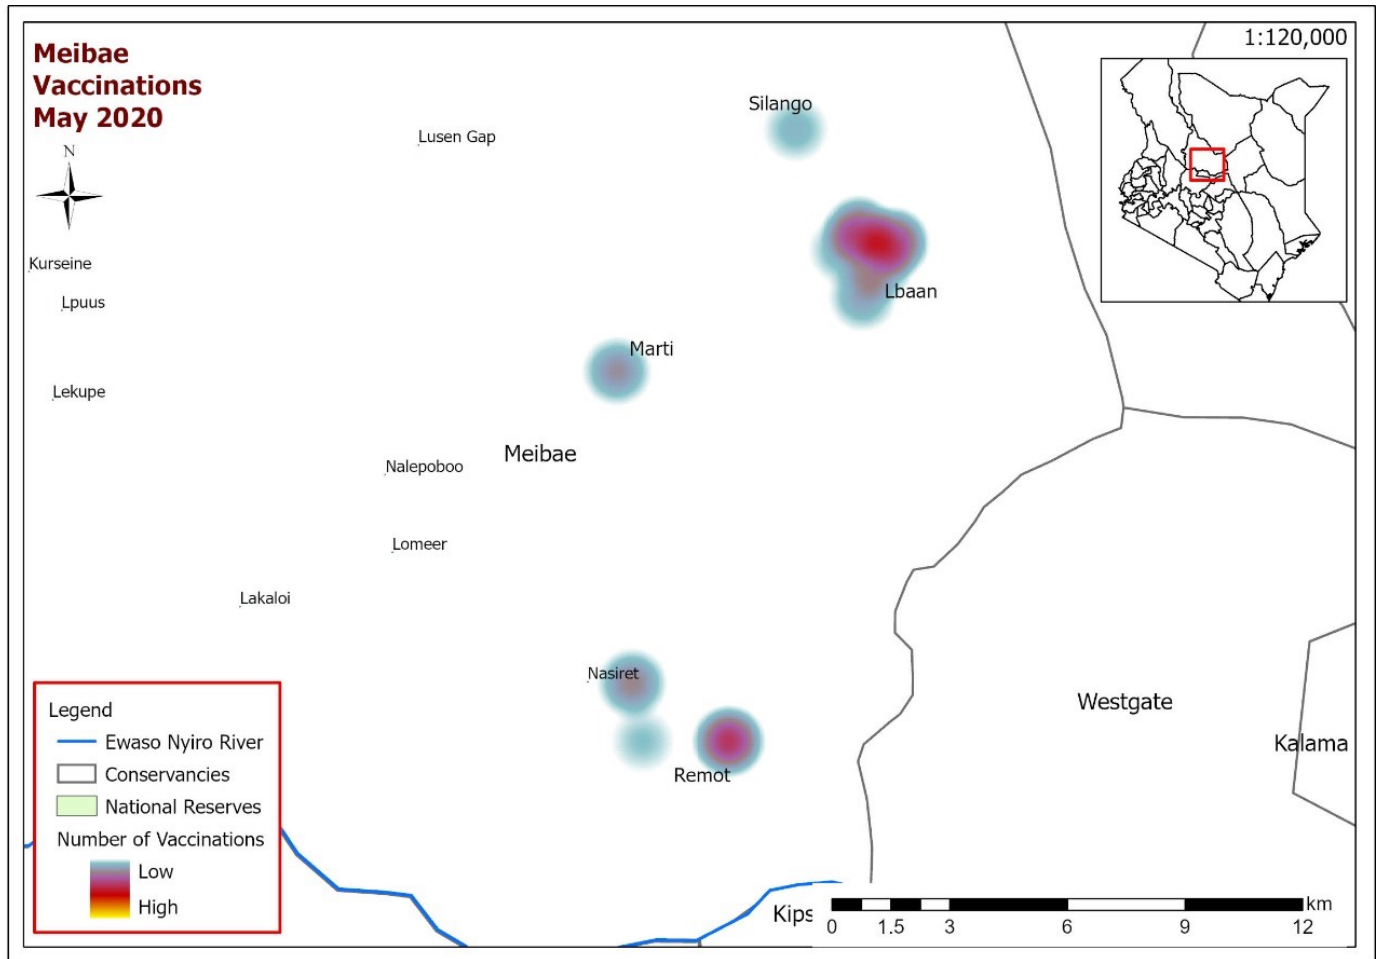 Meibae
Vaccinations
May 2020
1:120,000
N
Silango
Lusen Gap
Kurseine
Lpuus
Lbaan
Marti
Lekupe
Meibae
Nalepoboo
Lomeer
Lakaloi
Nasiret
Westgate
Kalama
Remot
Legend
Ewaso Nyiro River
Conservancies
National Reserves
Number of Vaccinations
Low
High
Kips
km
0 1.5 3 6 9 12